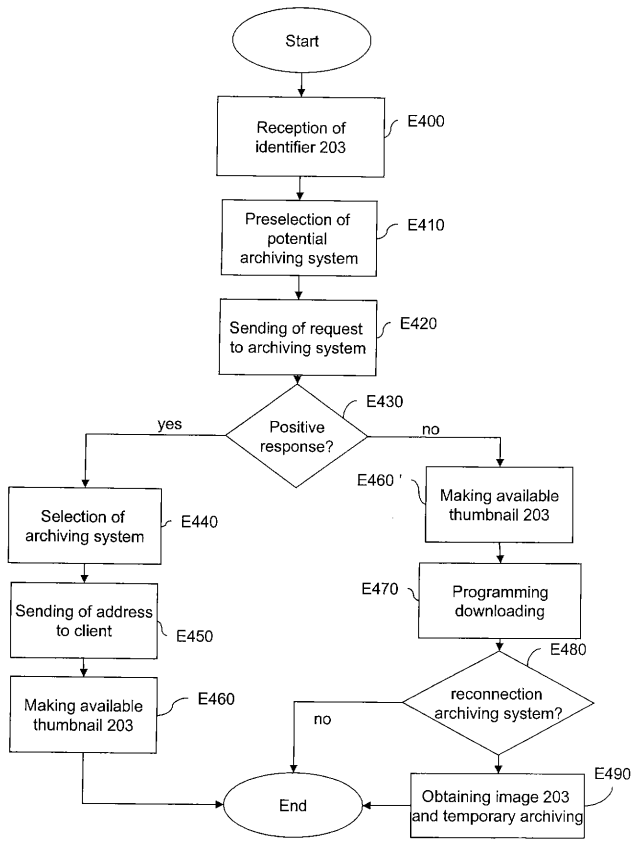 Start
Reception of
identifier 203
E400
Preselection of
potential
archiving system
E410
Sending of request
to archiving system
E420
Positive
response?
E430
yes
no
Selection of
archiving system
E440
Sending of address
to client
E450
Making available
thumbnail 203
E460
E460 '
Making available
thumbnail 203
E470
Programming
downloading
E480
reconnection
archiving system?
no
E490
Obtaining image 203
and temporary archiving
End